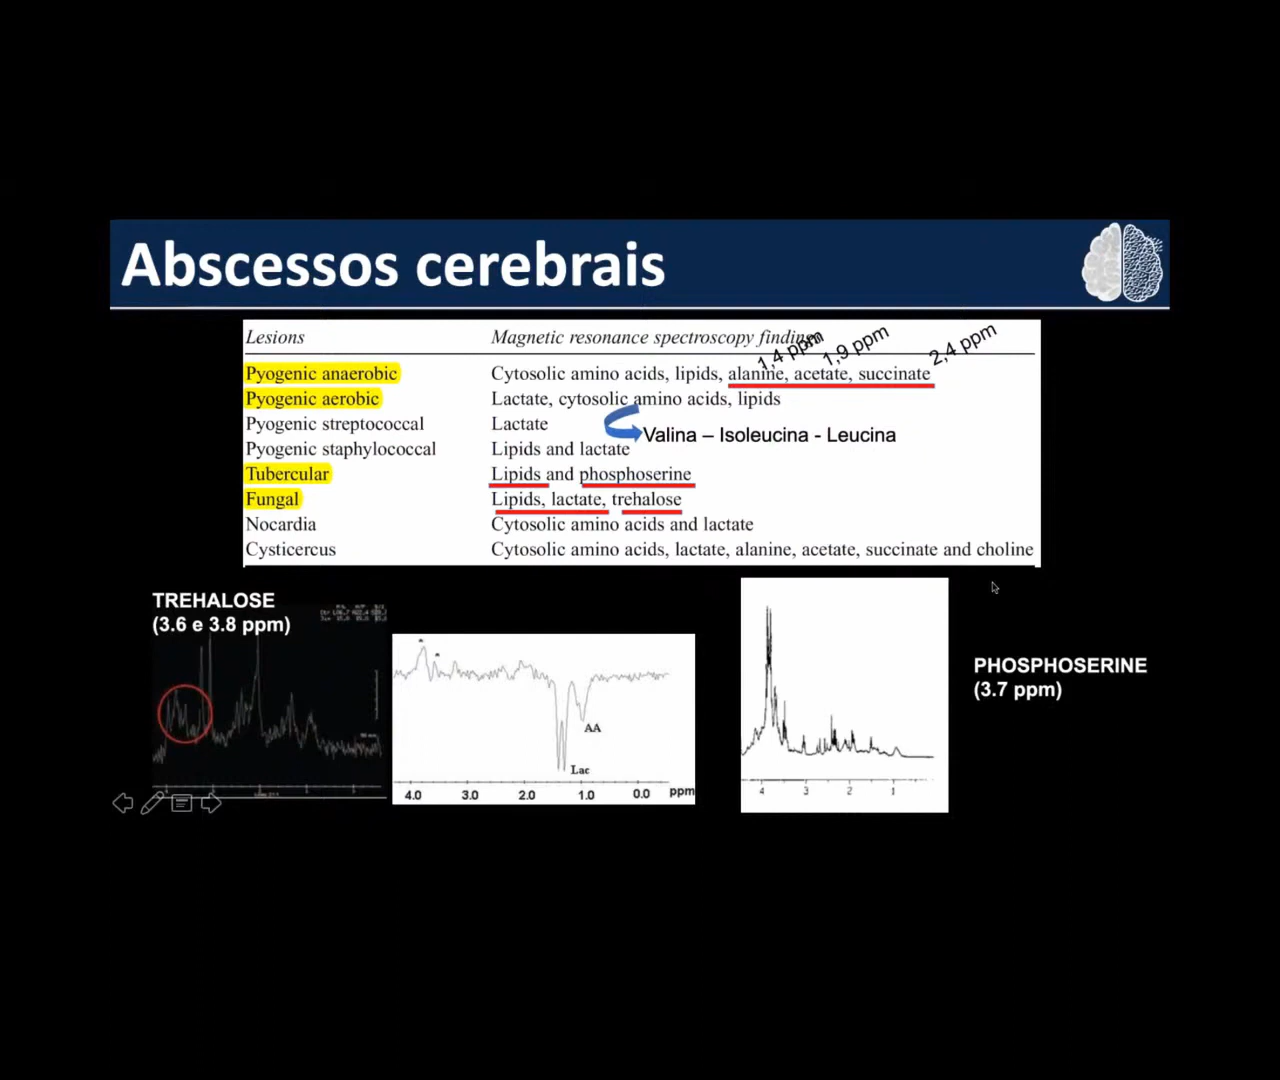 Abscessos cerebrais
Lesions Magnetic resonance spectroscopy findings
1,4 ppm 1,9 ppm 2,4 ppm
Pyogenic anaerobic Cytosolic amino acids, lipids, alanine, acetate, succinate
Pyogenic aerobic Lactate, cytosolic amino acids, lipids
Pyogenic streptococcal Lactate
Valina – Isoleucina - Leucina
Pyogenic staphylococcal Lipids and lactate
Tubercular Lipids and phosphoserine
Fungal Lipids, lactate, trehalose
Nocardia Cytosolic amino acids and lactate
Cysticercus Cytosolic amino acids, lactate, alanine, acetate, succinate and choline
TREHALOSE
(3.6 e 3.8 ppm)
AA
Lac
4.0 3.0 2.0 1.0 0.0 ppm
4 3 2 1
PHOSPHOSERINE
(3.7 ppm)